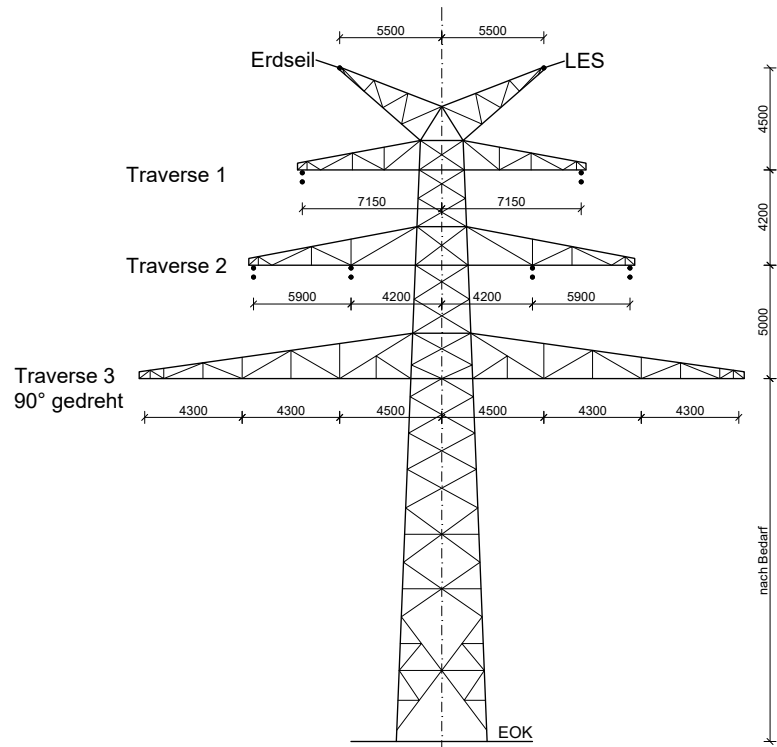 5500 5500
Erdseil LES
4500
Traverse 1
7150 7150
4200
Traverse 2
5900 4200 4200 5900
5000
Traverse 3
90° gedreht
4300 4300 4500 4500 4300 4300
nach Bedarf
EOK